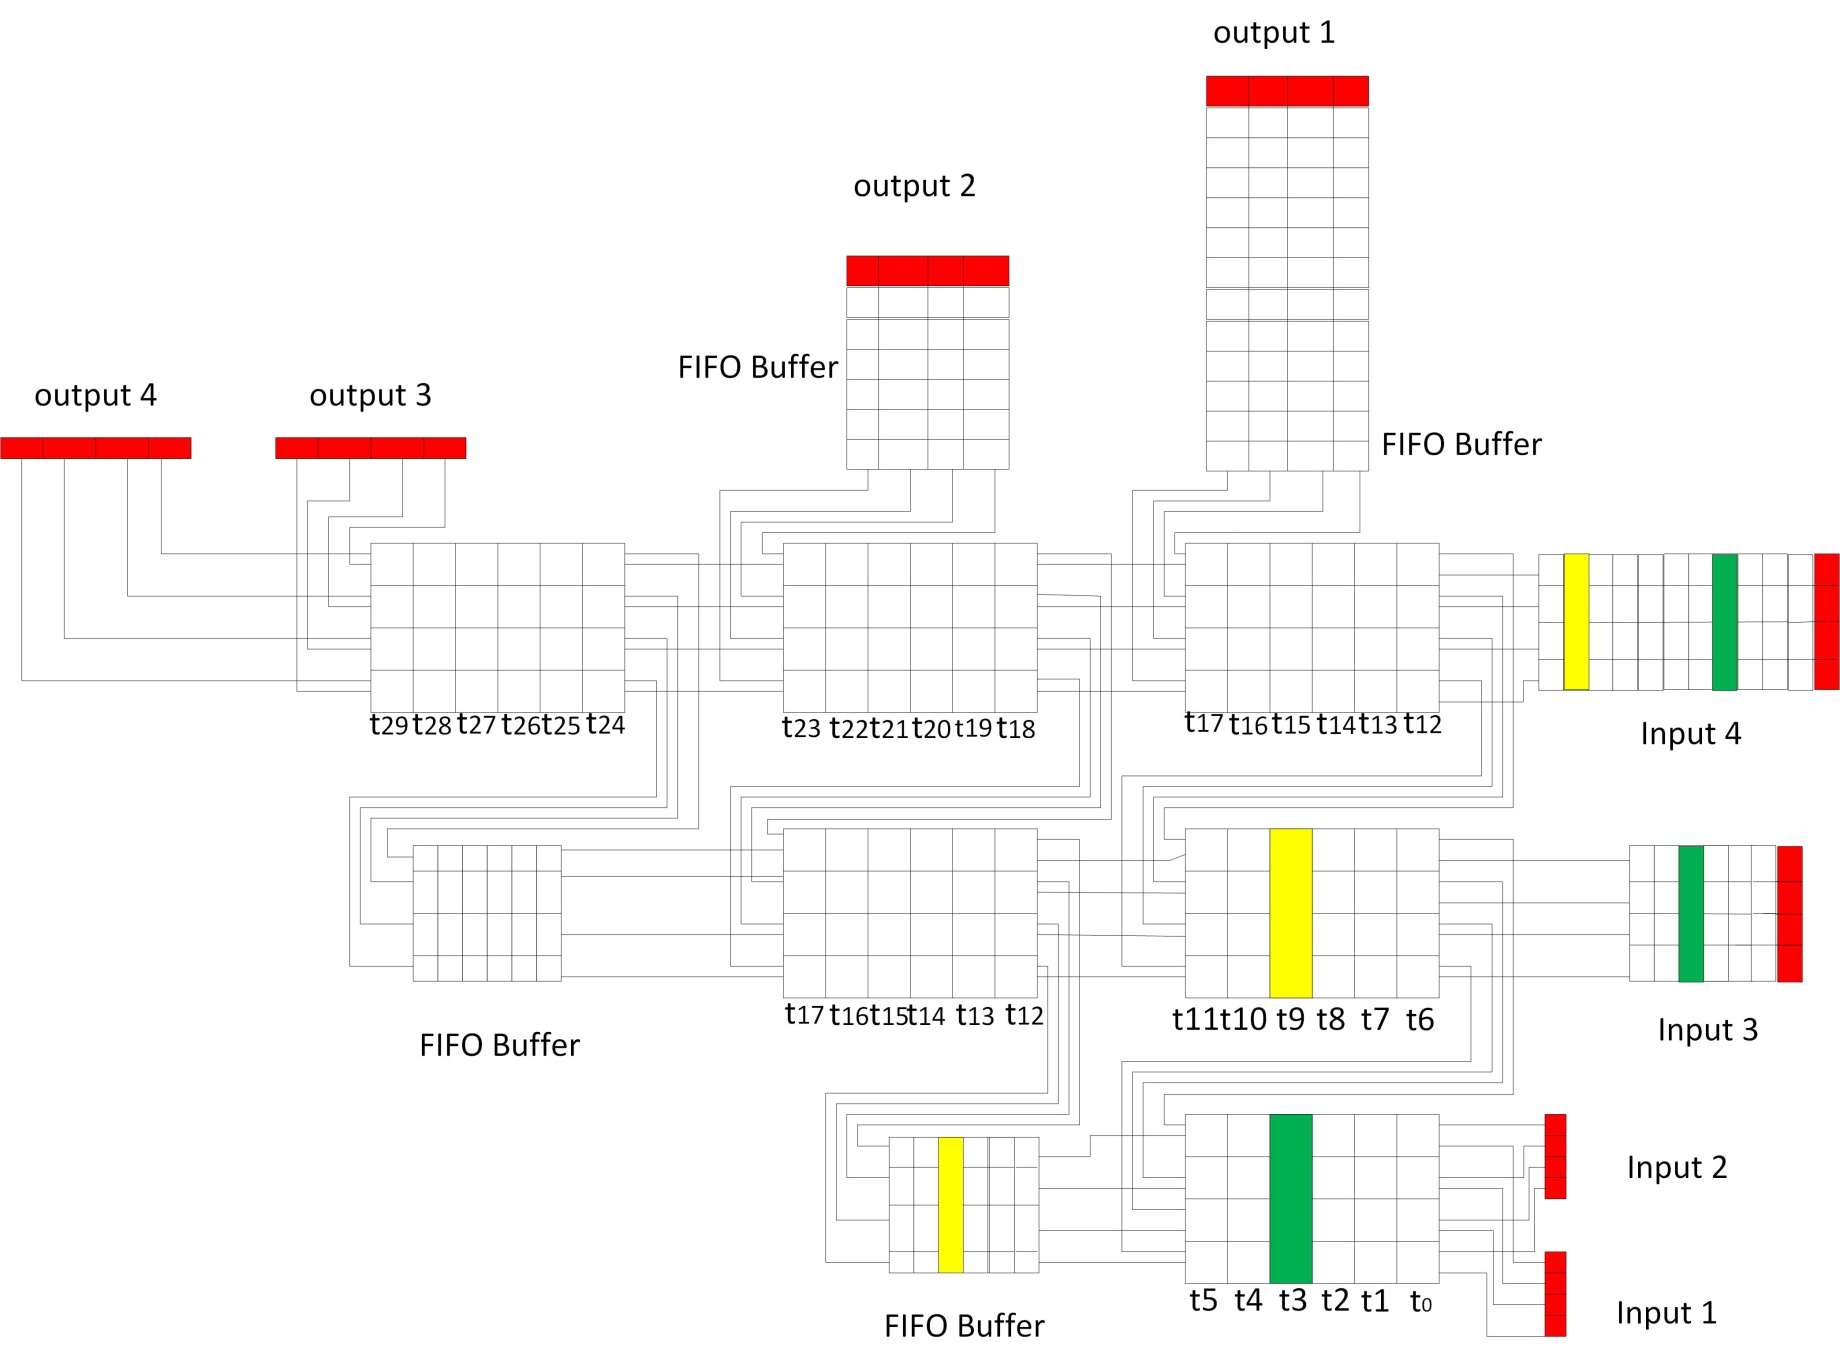 output 1
output 2
FIFO Buffer
output 4
output 3
FIFO Buffer
t29 t28 t27 t26 t25 t24
t23 t22 t21 t20 t19 t18
t17 t16 t15 t14 t13 t12
Input 4
t17 t16 t15 t14 t13 t12
t11 t10 t9 t8 t7 t6
Input 3
FIFO Buffer
Input 2
t5 t4 t3 t2 t1 t0
Input 1
FIFO Buffer